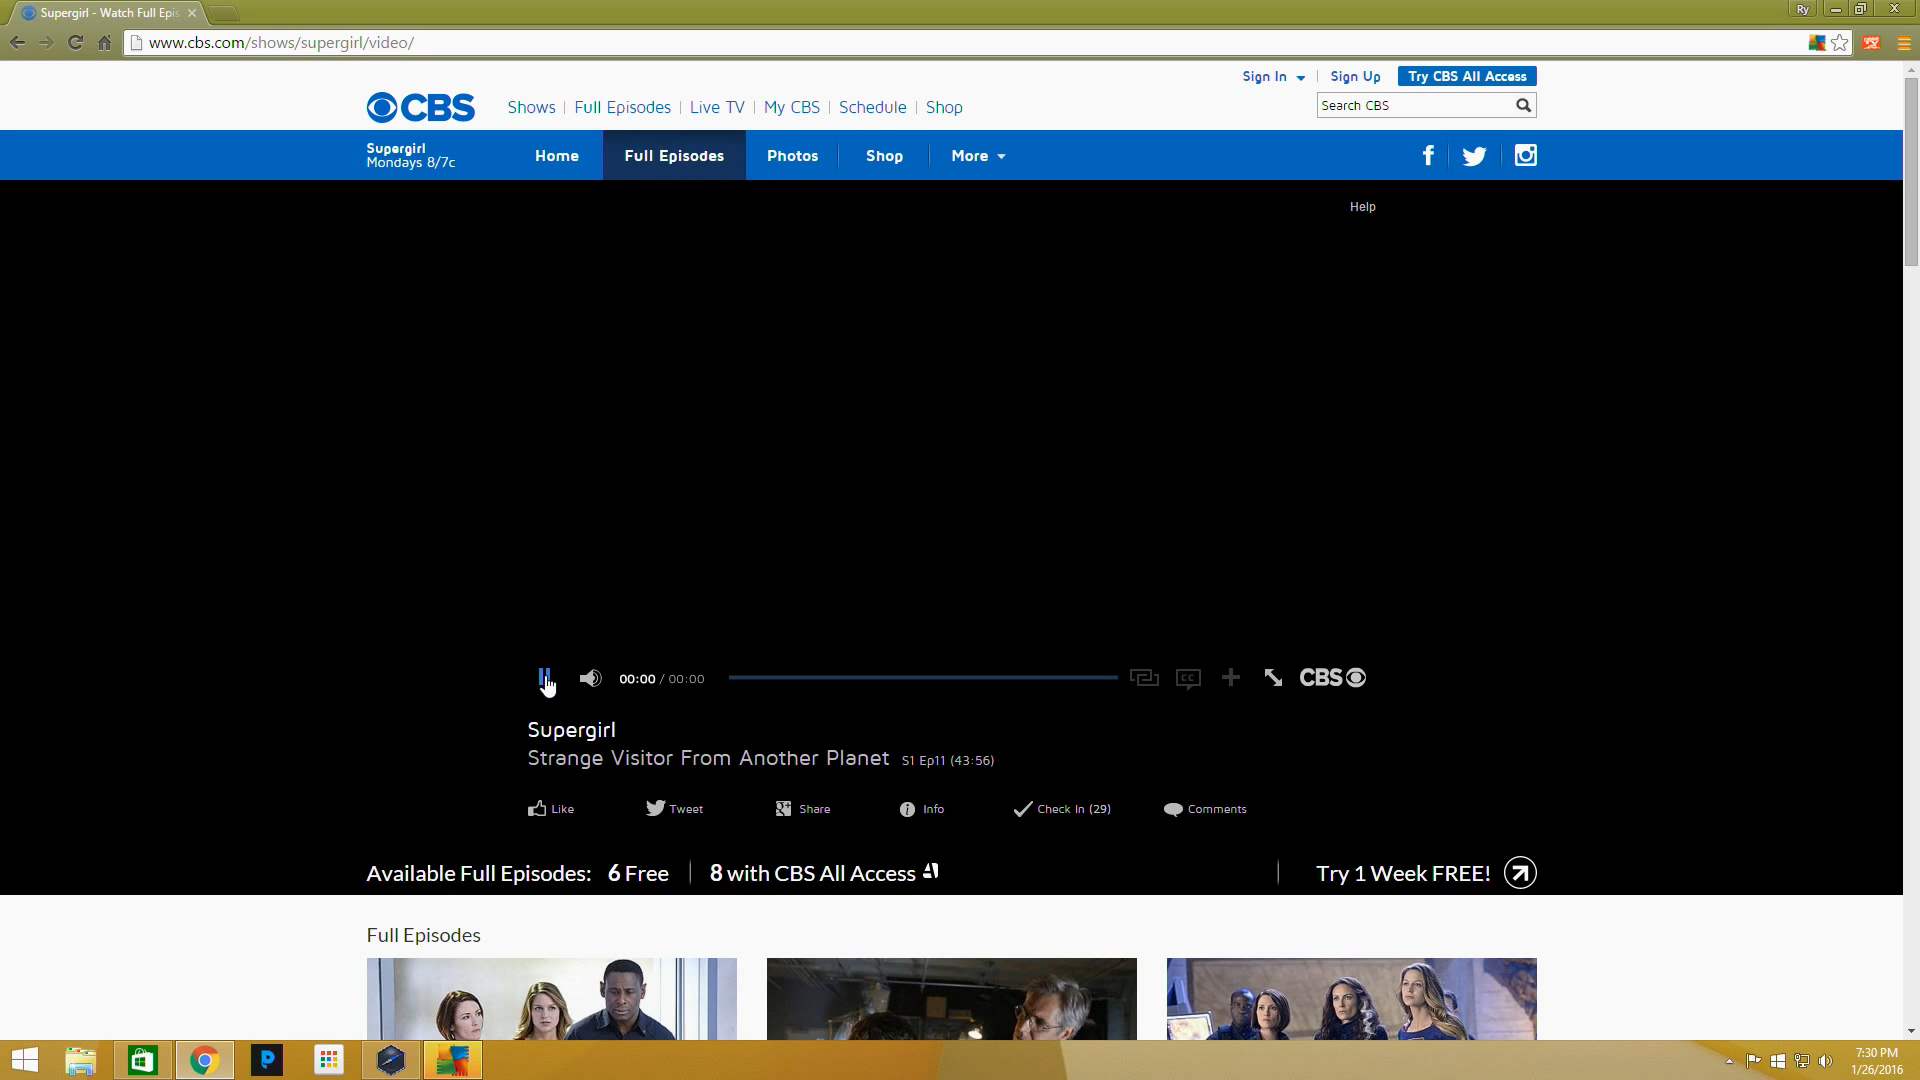 Supergirl - Watch Full Epis
Ry
www.cbs.com/shows/supergirl/video/
Sign In
Sign Up
Try CBS All Access
CBS
Shows
Full Episodes
Live TV
My CBS
Schedule
Shop
Search CBS
Supergirl
Mondays 8/7c
Home
Full Episodes
Photos
Shop
More
f
Help
00:00 / 00:00
CC
CBS
Supergirl
Strange Visitor From Another Planet S1 Ep11 (43:56)
Like
Tweet
Share
Info
Check In (29)
Comments
Available Full Episodes: 6 Free
8 with CBS All Access
Try 1 Week FREE!
Full Episodes
P
7:30 PM
1/26/2016